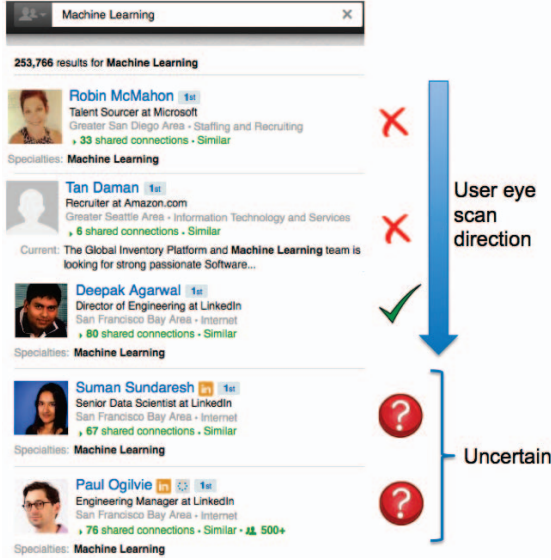 Machine Learning
253,766 results for Machine Learning
Robin McMahon 1st
Talent Sourcer at Microsoft
Greater San Diego Area • Staffing and Recruiting
33 shared connections • Similar
Specialties: Machine Learning
Tan Daman 1st
Recruiter at Amazon.com
Greater Seattle Area • Information Technology and Services
6 shared connections • Similar
Current: The Global Inventory Platform and Machine Learning team is
looking for strong passionate Software...
Deepak Agarwal 1st
Director of Engineering at LinkedIn
San Francisco Bay Area • Internet
80 shared connections • Similar
Specialties: Machine Learning
Suman Sundaresh in 1st
Senior Data Scientist at LinkedIn
San Francisco Bay Area • Internet
67 shared connections • Similar
Specialties: Machine Learning
Paul Ogilvie in 1st
Engineering Manager at LinkedIn
San Francisco Bay Area • Internet
76 shared connections • Similar • 500+
Specialties: Machine Learning
User eye
scan
direction
?
?
Uncertain